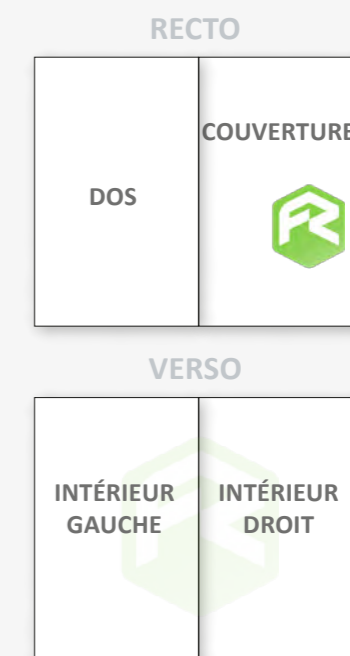 RECTO
DOS
COUVERTURE
VERSO
INTÉRIEUR
GAUCHE
INTÉRIEUR
DROIT